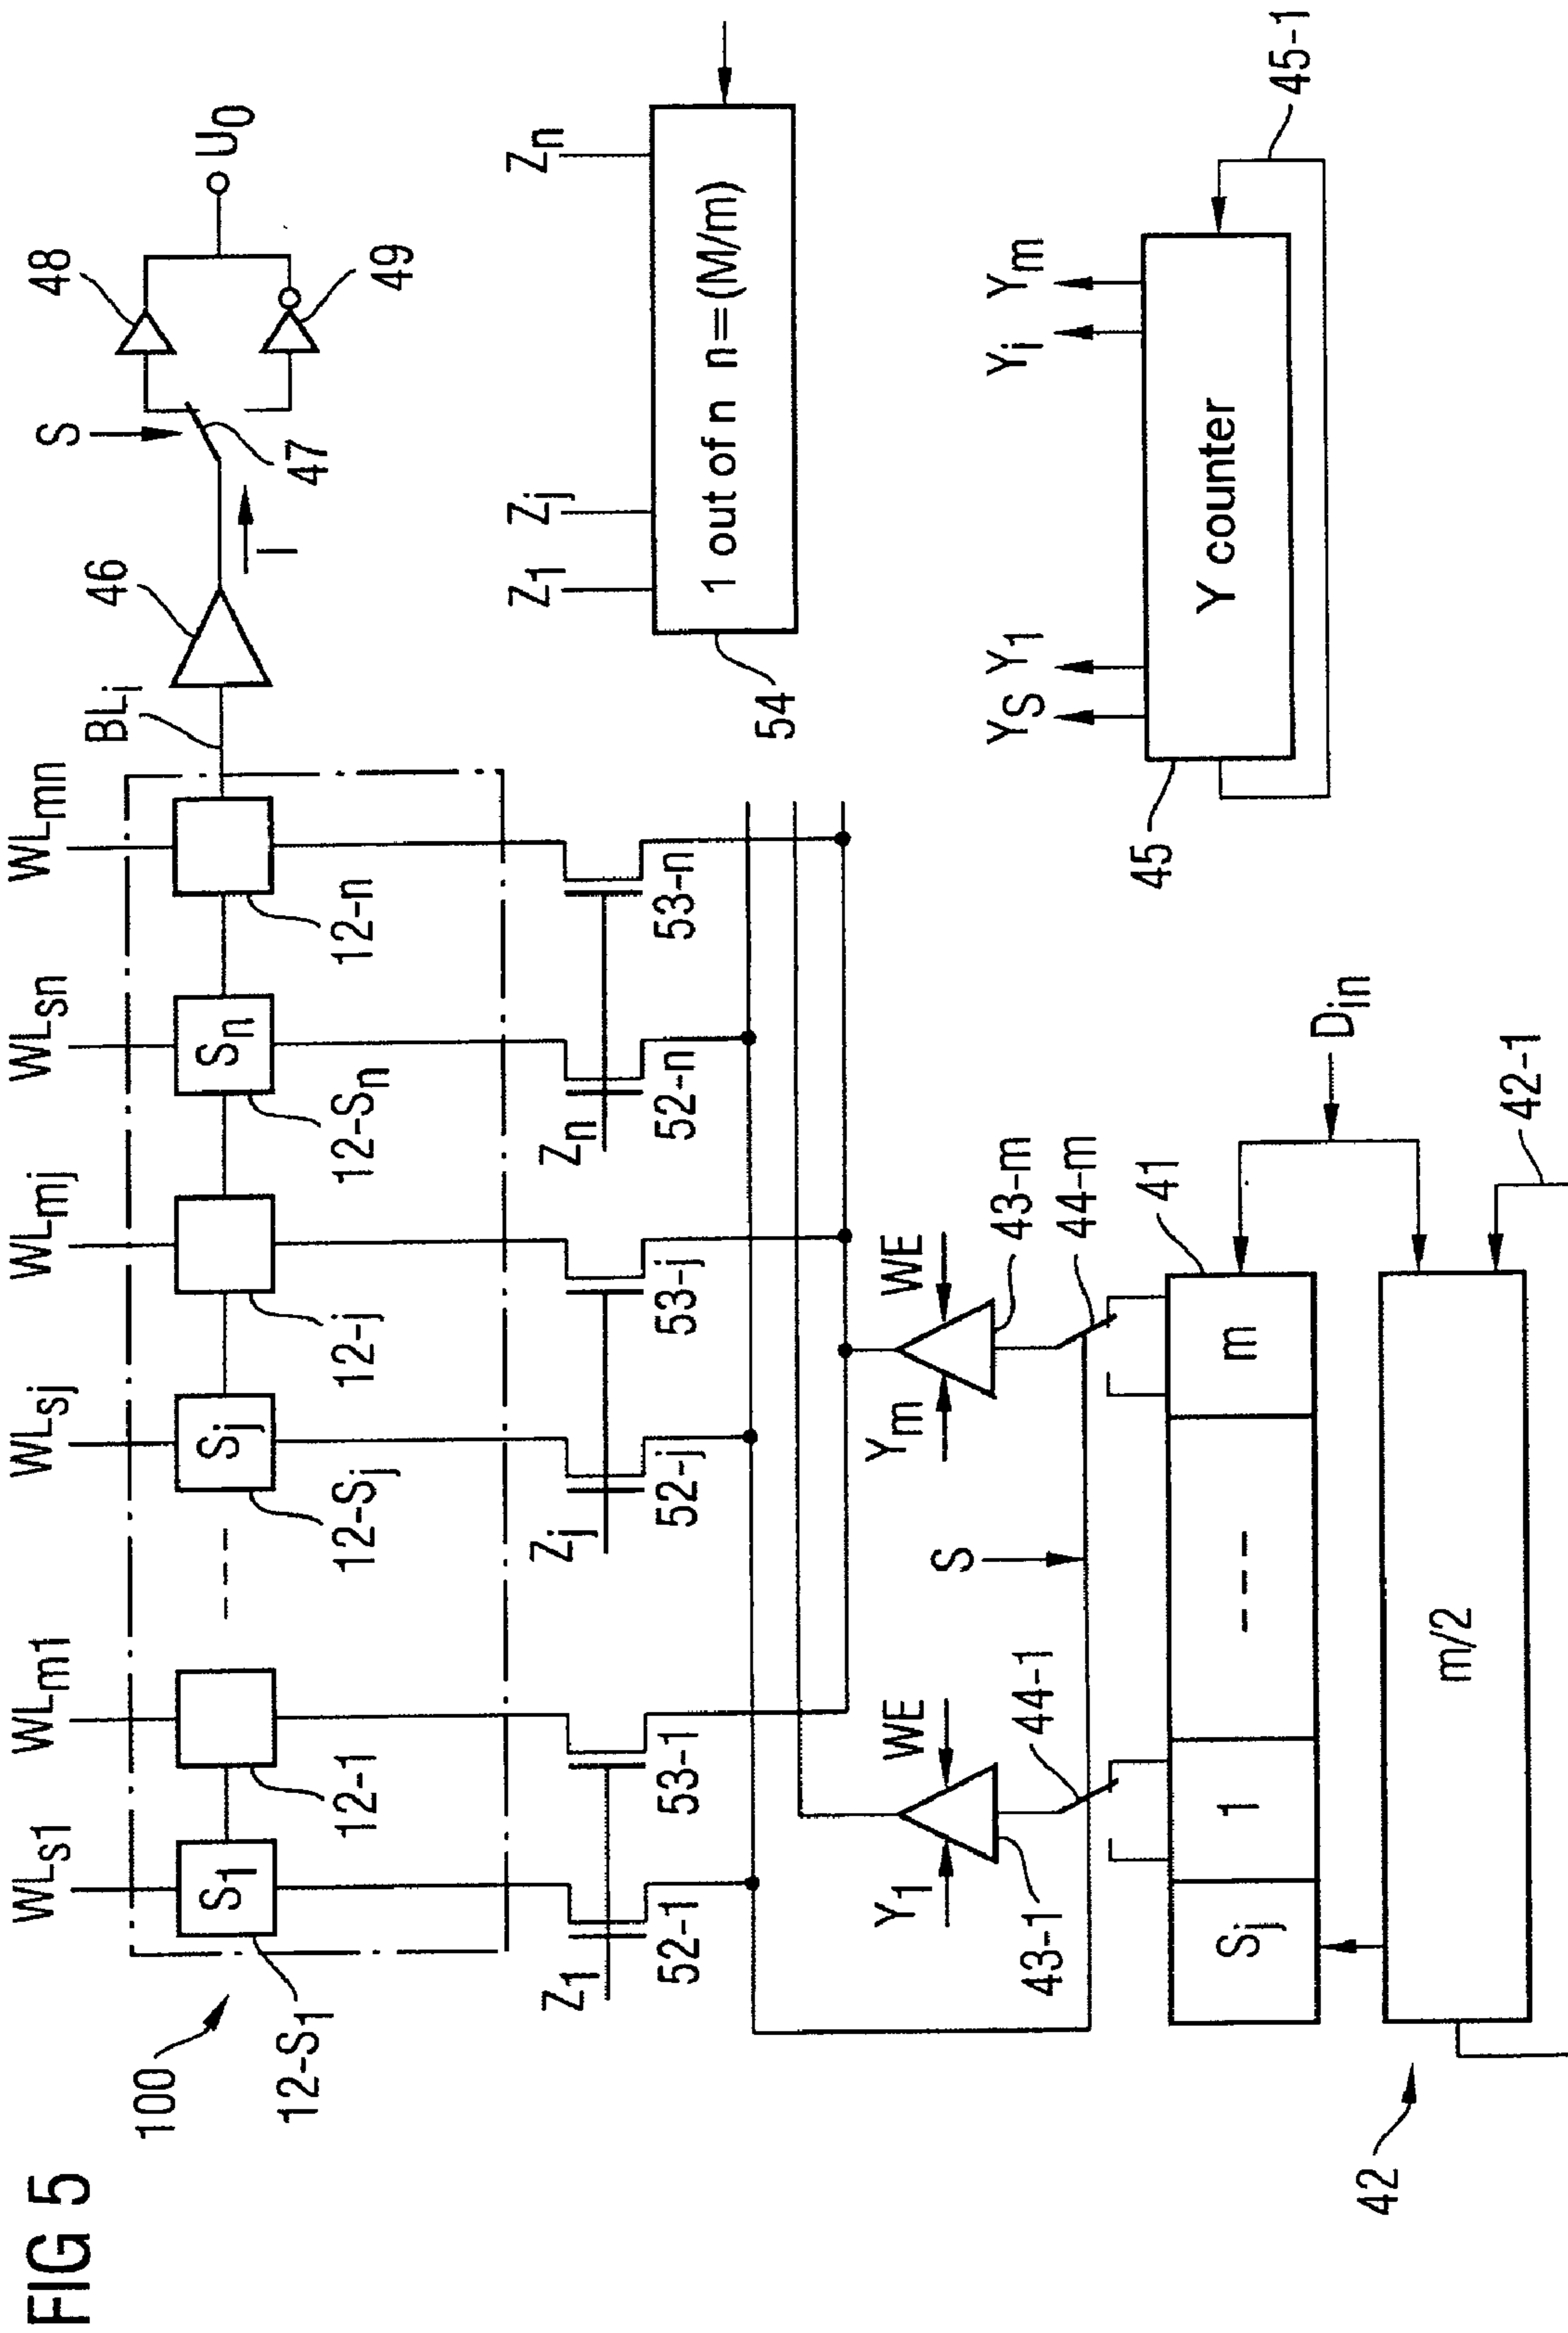 FIG 5
100
WLs1
WLm1
WLsj
WLmj
WLsn
WLmn
BLi
46
I
S
47
48
49
U0
S1
Sj
Sn
12-S1
12-1
12-Sj
12-j
12-Sn
12-n
Z1
52-1
53-1
Zj
52-j
53-j
Zn
52-n
53-n
Z1
Zj
Zn
1 out of n n=(M/m)
54
Y1
WE
43-1
44-1
S
Ym
WE
43-m
44-m
YS
Y1
Yi
Ym
Y counter
45
45-1
Sj
1
m
41
Din
m/2
42
42-1